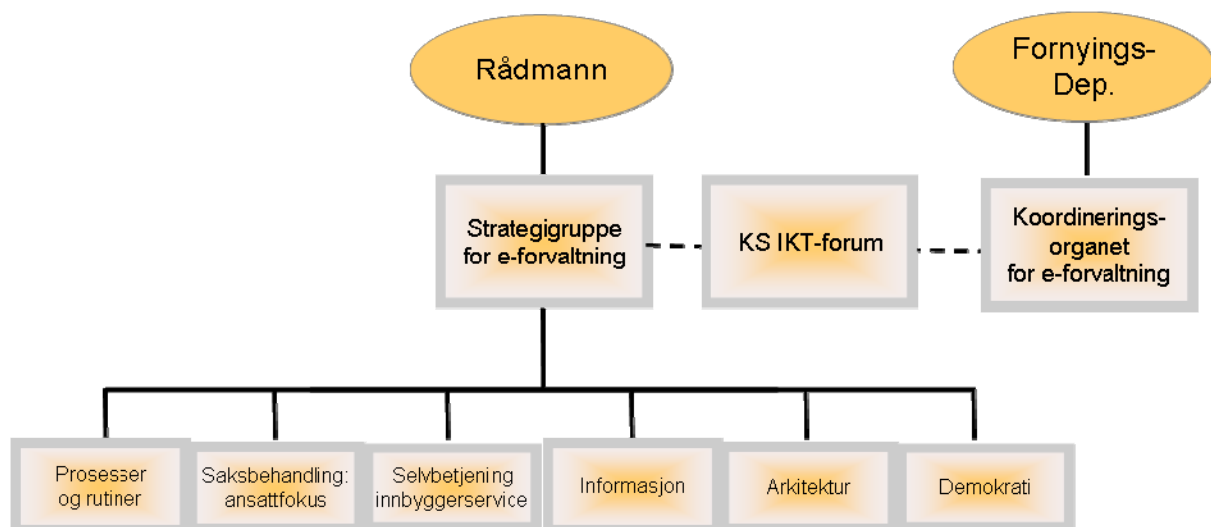 Rådmann
Fornyings-
Dep.
Strategigruppe
for e-forvaltning
KS IKT-forum
Koordinerings-
organet
for e-forvaltning
Prosesser
og rutiner
Saksbehandling:
ansattfokus
Selvbetjening
innbyggerservice
Informasjon
Arkitektur
Demokrati